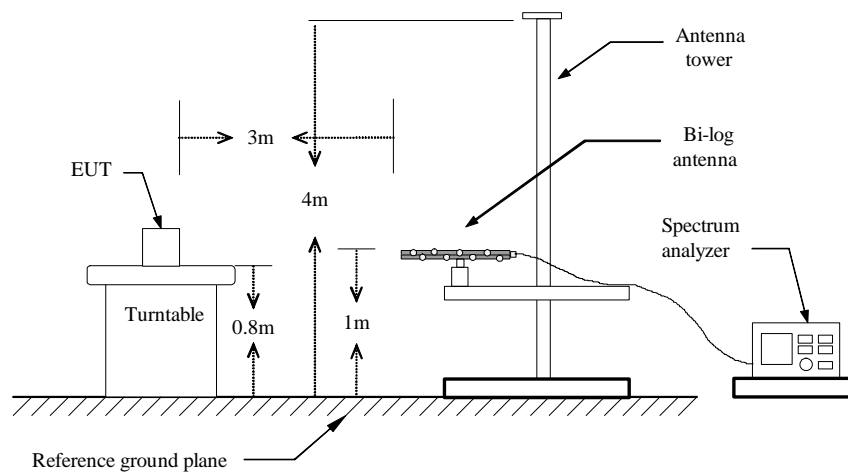 Antenna
tower
3m
Bi-log
antenna
EUT
4m
Spectrum
analyzer
Turntable
0.8m
1m
Reference ground plane